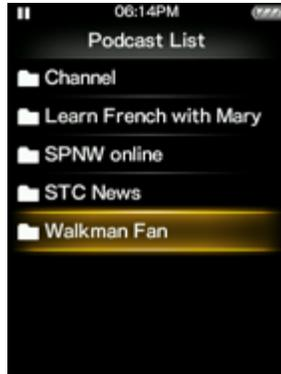 06:14PM
Podcast List
Channel
Learn French with Mary
SPNW online
STC News
Walkman Fan